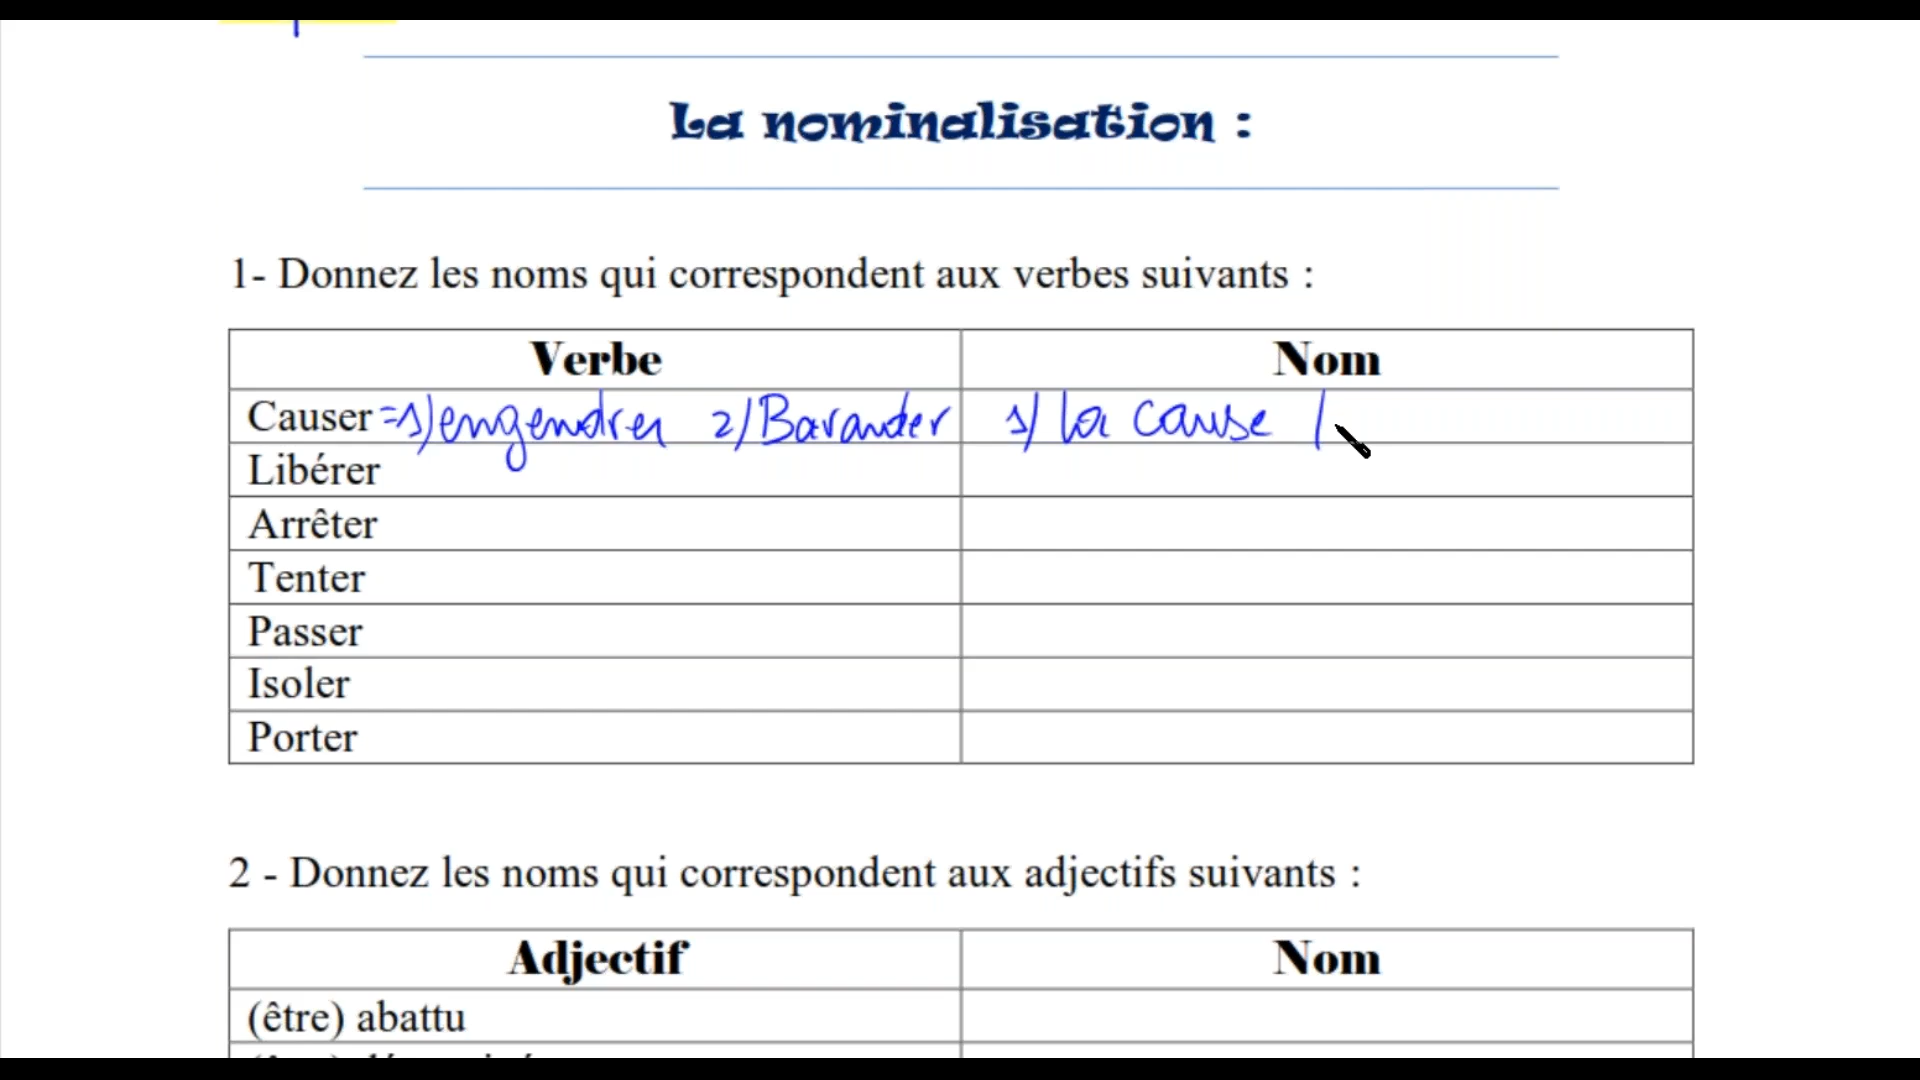 La nominalisation :
1- Donnez les noms qui correspondent aux verbes suivants :
Verbe Nom
Causer =1) engendrer 2) Bavarder 1) la cause /
Libérer
Arrêter
Tenter
Passer
Isoler
Porter
2 - Donnez les noms qui correspondent aux adjectifs suivants :
Adjectif Nom
(être) abattu